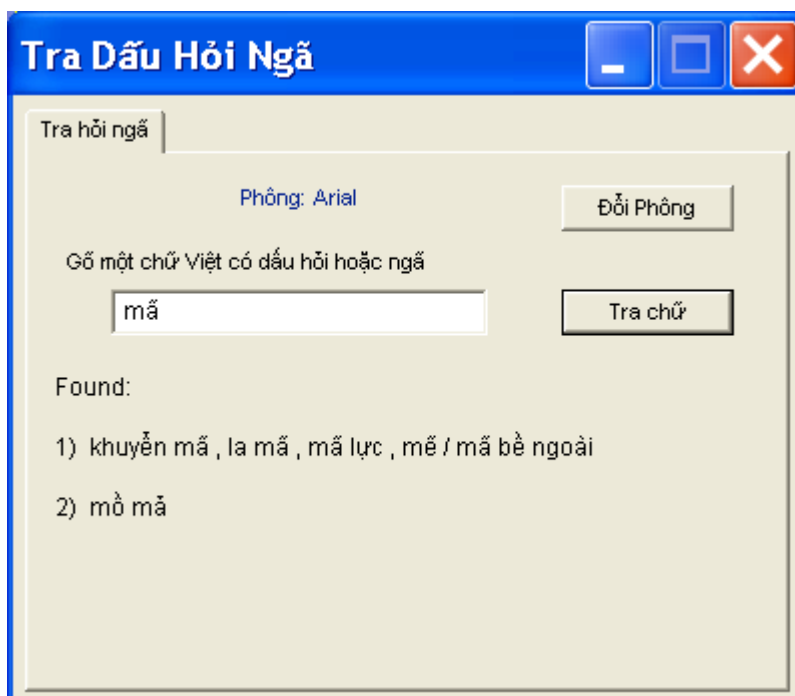 Tra Dấu Hỏi Ngã
Tra hỏi ngã
Phông: Arial
Đổi Phông
Gõ một chữ Việt có dấu hỏi hoặc ngã
mã
Tra chữ
Found:
1) khuyễn mã , la mã , mã lực , mẽ / mã bề ngoài
2) mồ mả